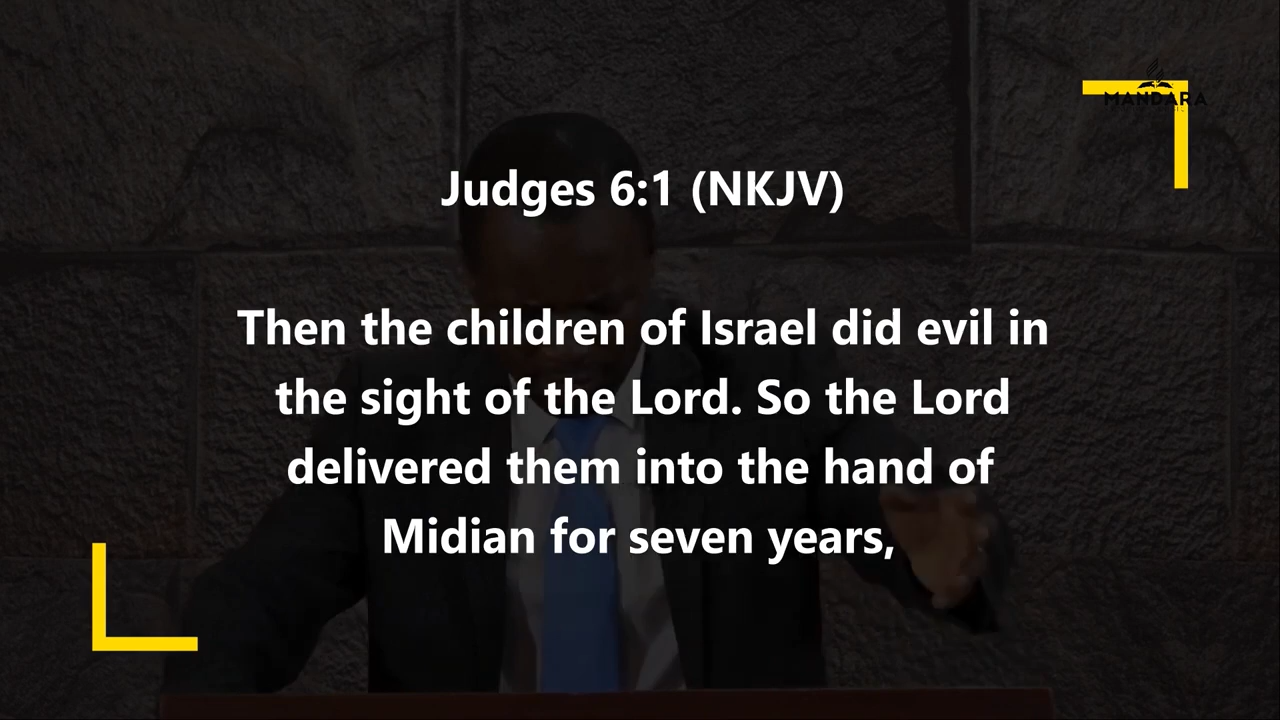 MANDARA
Judges 6:1 (NKJV)
Then the children of Israel did evil in
the sight of the Lord. So the Lord
delivered them into the hand of
Midian for seven years,